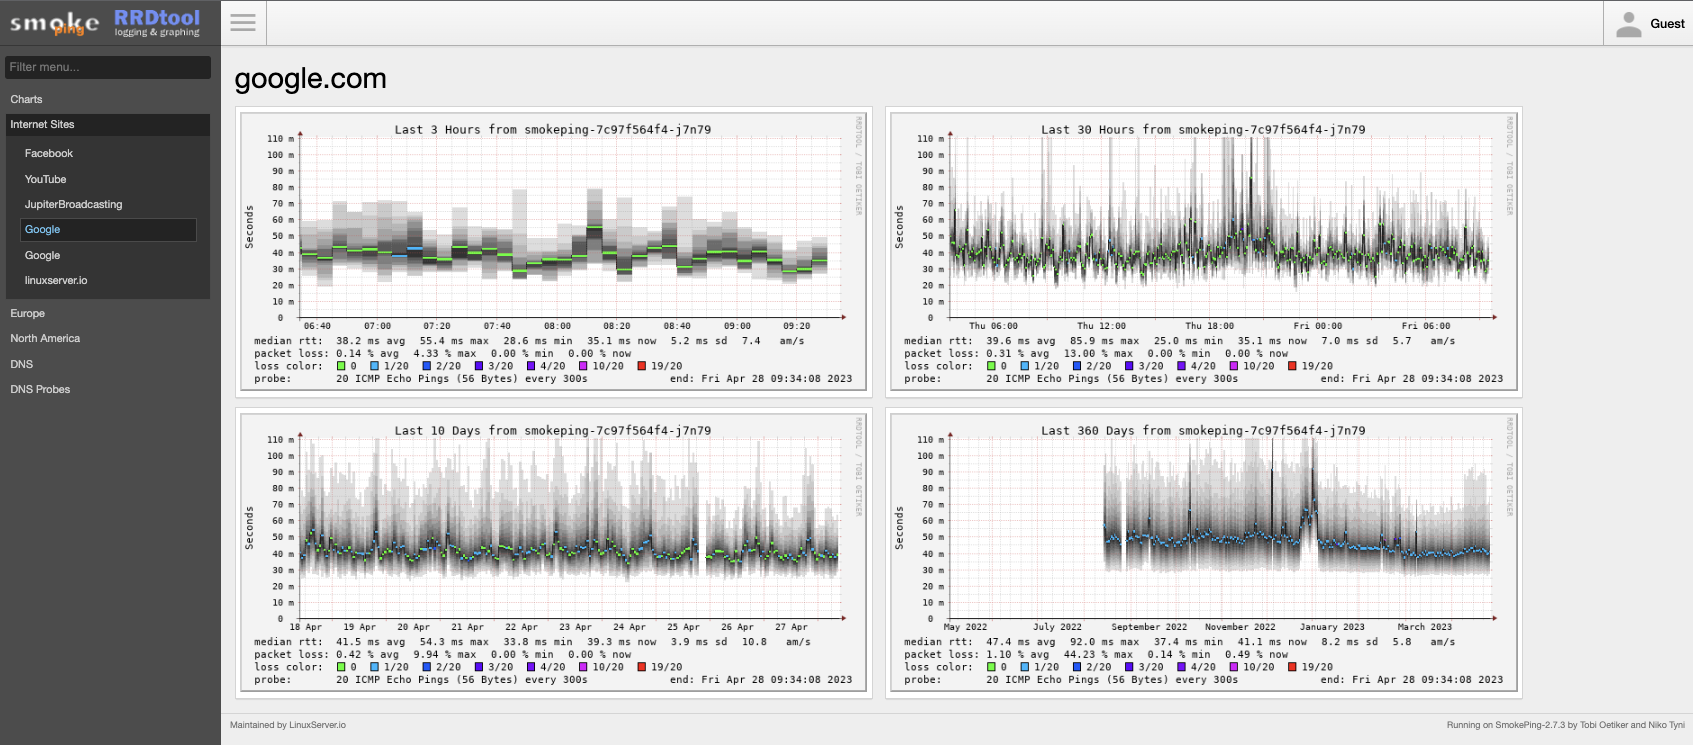 smokeping
RRDtool
logging & graphing
Guest
Filter menu...
Charts
Internet Sites
Facebook
YouTube
JupiterBroadcasting
Google
Google
linuxserver.io
Europe
North America
DNS
DNS Probes
google.com
Last 3 Hours from smokeping-7c97f564f4-j7n79
RRDTOOL / TOBI OETIKER
Seconds
110 m
100 m
90 m
80 m
70 m
60 m
50 m
40 m
30 m
20 m
10 m
0
06:40 07:00 07:20 07:40 08:00 08:20 08:40 09:00 09:20
median rtt: 38.2 ms avg 55.4 ms max 28.6 ms min 35.1 ms now 5.2 ms sd 7.4 am/s
packet loss: 0.14 % avg 4.33 % max 0.00 % min 0.00 % now
loss color: 0 1/20 2/20 3/20 4/20 10/20 19/20
probe: 20 ICMP Echo Pings (56 Bytes) every 300s end: Fri Apr 28 09:34:08 2023
Last 30 Hours from smokeping-7c97f564f4-j7n79
RRDTOOL / TOBI OETIKER
Seconds
110 m
100 m
90 m
80 m
70 m
60 m
50 m
40 m
30 m
20 m
10 m
0
Thu 06:00 Thu 12:00 Thu 18:00 Fri 00:00 Fri 06:00
median rtt: 39.6 ms avg 85.9 ms max 25.0 ms min 35.1 ms now 7.0 ms sd 5.7 am/s
packet loss: 0.31 % avg 13.00 % max 0.00 % min 0.00 % now
loss color: 0 1/20 2/20 3/20 4/20 10/20 19/20
probe: 20 ICMP Echo Pings (56 Bytes) every 300s end: Fri Apr 28 09:34:08 2023
Last 10 Days from smokeping-7c97f564f4-j7n79
RRDTOOL / TOBI OETIKER
Seconds
110 m
100 m
90 m
80 m
70 m
60 m
50 m
40 m
30 m
20 m
10 m
0
18 Apr 19 Apr 20 Apr 21 Apr 22 Apr 23 Apr 24 Apr 25 Apr 26 Apr 27 Apr
median rtt: 41.5 ms avg 54.3 ms max 33.8 ms min 39.3 ms now 3.9 ms sd 10.8 am/s
packet loss: 0.42 % avg 9.94 % max 0.00 % min 0.00 % now
loss color: 0 1/20 2/20 3/20 4/20 10/20 19/20
probe: 20 ICMP Echo Pings (56 Bytes) every 300s end: Fri Apr 28 09:34:08 2023
Last 360 Days from smokeping-7c97f564f4-j7n79
RRDTOOL / TOBI OETIKER
Seconds
110 m
100 m
90 m
80 m
70 m
60 m
50 m
40 m
30 m
20 m
10 m
0
May 2022 July 2022 September 2022 November 2022 January 2023 March 2023
median rtt: 47.4 ms avg 92.0 ms max 37.4 ms min 41.1 ms now 8.2 ms sd 5.8 am/s
packet loss: 1.10 % avg 44.23 % max 0.14 % min 0.49 % now
loss color: 0 1/20 2/20 3/20 4/20 10/20 19/20
probe: 20 ICMP Echo Pings (56 Bytes) every 300s end: Fri Apr 28 09:34:08 2023
Maintained by LinuxServer.io
Running on SmokePing-2.7.3 by Tobi Oetiker and Niko Tyni